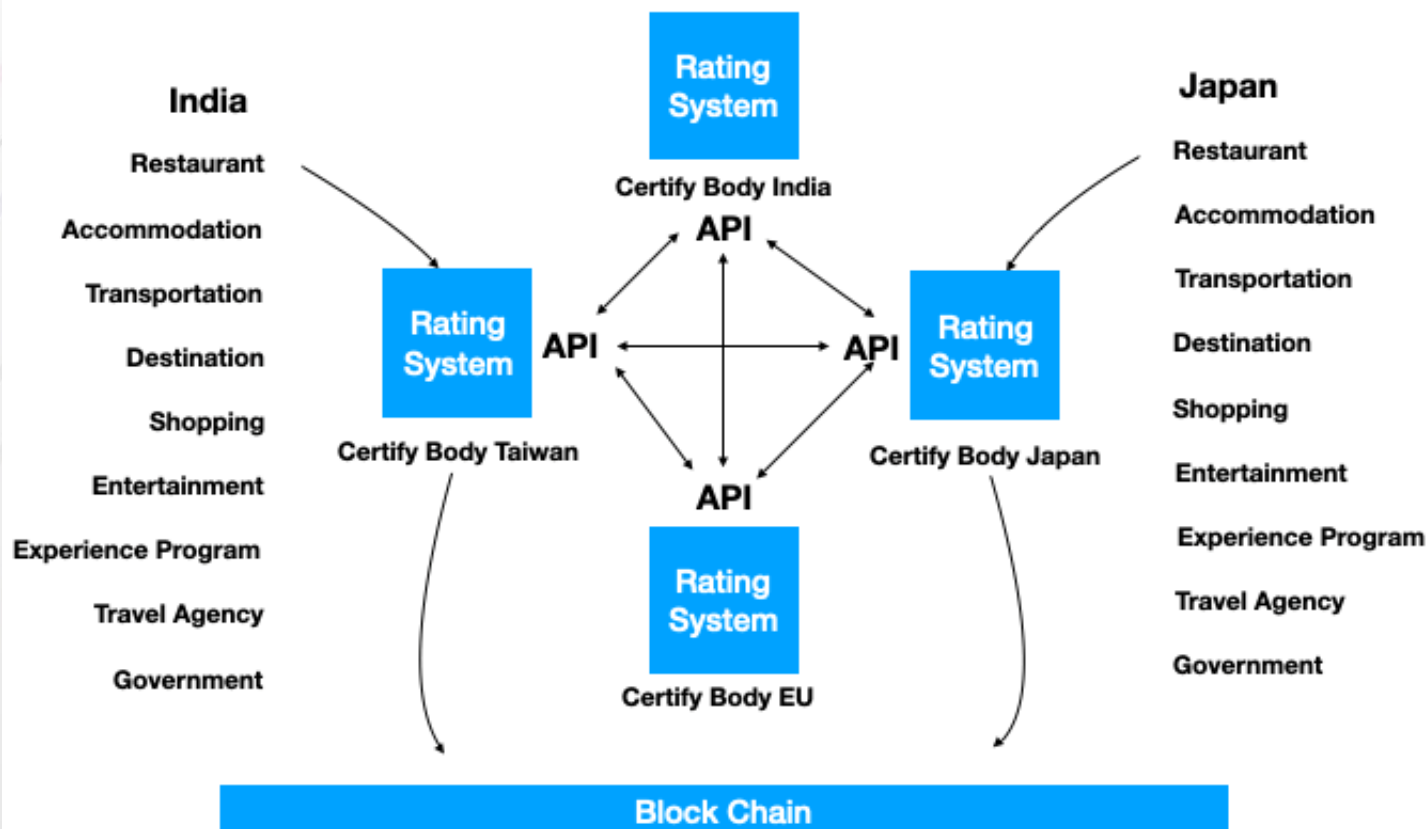 Rating
System
India
Japan
Restaurant
Restaurant
Certify Body India
Accommodation
API
Accommodation
Transportation
Transportation
Rating
System
API
API
Rating
System
Destination
Destination
Shopping
Shopping
Certify Body Taiwan
Certify Body Japan
Entertainment
API
Entertainment
Experience Program
Experience Program
Rating
System
Travel Agency
Travel Agency
Government
Government
Certify Body EU
Block Chain